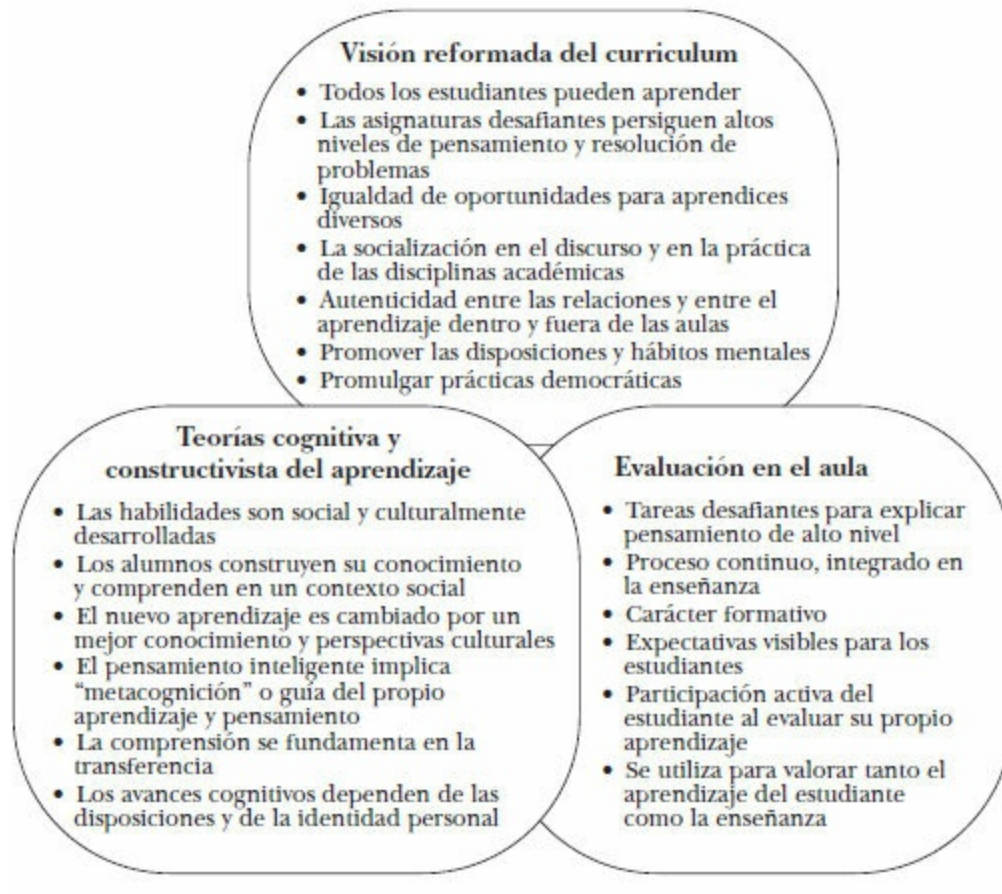 Visión reformada del curriculum
• Todos los estudiantes pueden aprender
• Las asignaturas desafiantes persiguen altos
niveles de pensamiento y resolución de
problemas
• Igualdad de oportunidades para aprendices
diversos
• La socialización en el discurso y en la práctica
de las disciplinas académicas
• Autenticidad entre las relaciones y entre el
aprendizaje dentro y fuera de las aulas
• Promover las disposiciones y hábitos mentales
• Promulgar prácticas democráticas
Teorías cognitiva y
constructivista del aprendizaje
• Las habilidades son social y culturalmente
desarrolladas
• Los alumnos construyen su conocimiento
y comprenden en un contexto social
• El nuevo aprendizaje es cambiado por un
mejor conocimiento y perspectivas culturales
• El pensamiento inteligente implica
“metacognición” o guía del propio
aprendizaje y pensamiento
• La comprensión se fundamenta en la
transferencia
• Los avances cognitivos dependen de las
disposiciones y de la identidad personal
Evaluación en el aula
• Tareas desafiantes para explicar
pensamiento de alto nivel
• Proceso continuo, integrado en
la enseñanza
• Carácter formativo
• Expectativas visibles para los
estudiantes
• Participación activa del
estudiante al evaluar su propio
aprendizaje
• Se utiliza para valorar tanto el
aprendizaje del estudiante
como la enseñanza